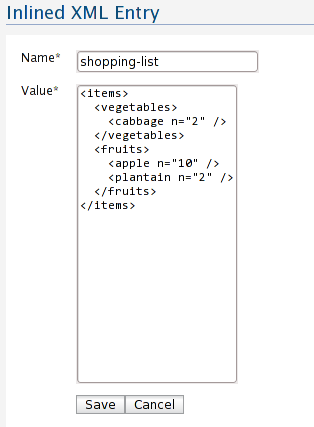 Inlined XML Entry
Name* shopping-list
Value* <items>
<vegetables>
<cabbage n="2" />
</vegetables>
<fruits>
<apple n="10" />
<plantain n="2" />
</fruits>
</items>
Save Cancel